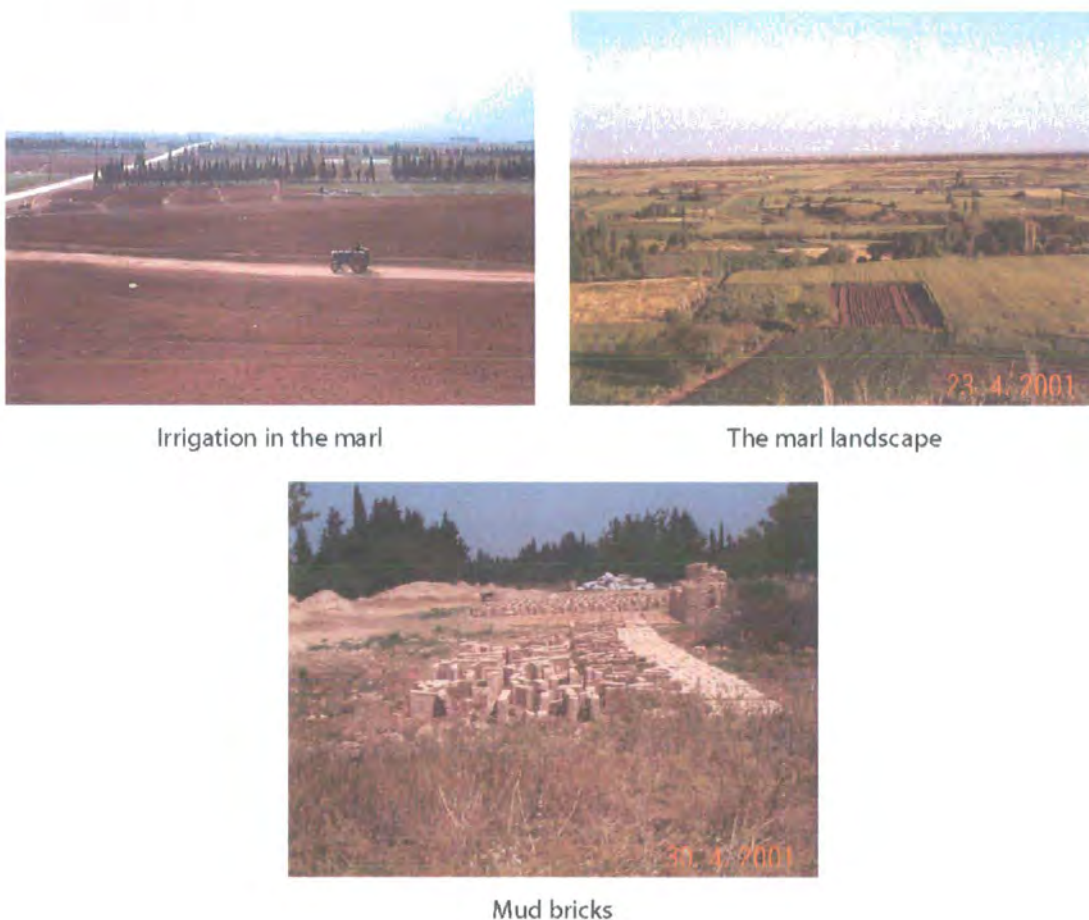 23. 4. 2001
Irrigation in the marl
The marl landscape
30. 4. 2001
Mud bricks